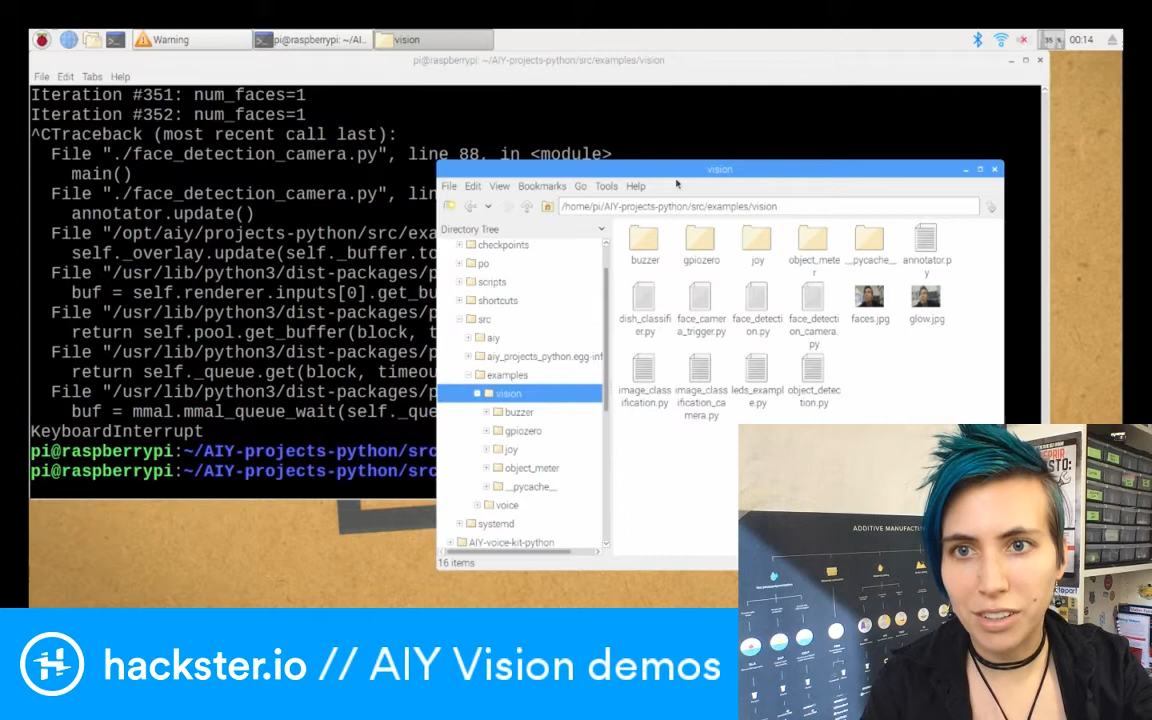 Warning
pi@raspberrypi: ~/AI...
vision
35 %
00:14
pi@raspberrypi: ~/AIY-projects-python/src/examples/vision
File Edit Tabs Help
Iteration #351: num_faces=1
Iteration #352: num_faces=1
^CTraceback (most recent call last):
File "./face_detection_camera.py", line 88, in <module>
main()
File "./face_detection_camera.py", lin
annotator.update()
File "/opt/aiy/projects-python/src/exa
self._overlay.update(self._buffer.to
File "/usr/lib/python3/dist-packages/p
buf = self.renderer.inputs[0].get_bu
File "/usr/lib/python3/dist-packages/p
return self.pool.get_buffer(block, t
File "/usr/lib/python3/dist-packages/p
return self._queue.get(block, timeou
File "/usr/lib/python3/dist-packages/p
buf = mmal.mmal_queue_wait(self._que
KeyboardInterrupt
pi@raspberrypi:~/AIY-projects-python/src
pi@raspberrypi:~/AIY-projects-python/src
vision
File Edit View Bookmarks Go Tools Help
/home/pi/AIY-projects-python/src/examples/vision
Directory Tree
checkpoints
po
scripts
shortcuts
src
aiy
aiy_projects_python.egg-inf
examples
vision
buzzer
gpiozero
joy
object_meter
__pycache__
voice
systemd
AIY-voice-kit-python
16 items
buzzer
gpiozero
joy
object_mete
r
__pycache__
annotator.p
y
dish_classifi
er.py
face_camer
a_trigger.py
face_detecti
on.py
face_detecti
on_camera.
py
faces.jpg
glow.jpg
image_class
ification.py
image_class
ification_ca
mera.py
leds_exampl
e.py
object_detec
tion.py
ADDITIVE MANUFACTU
hackster.io // AIY Vision demos